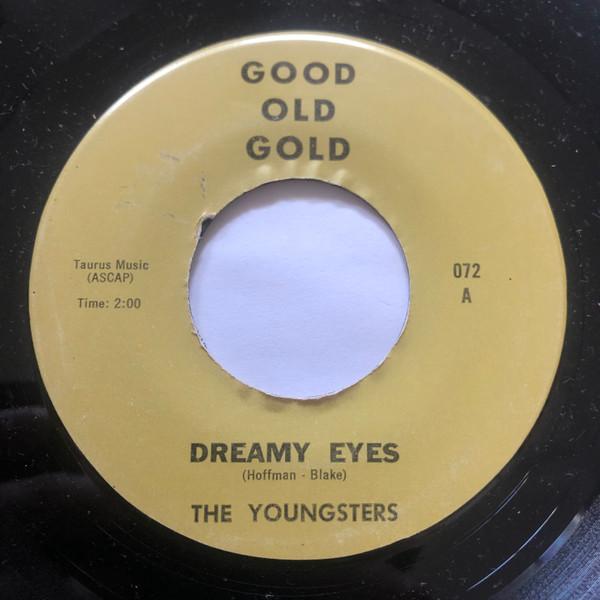 GOOD
OLD
GOLD
Taurus Music
(ASCAP)
Time: 2:00
072
A
DREAMY EYES
(Hoffman - Blake)
THE YOUNGSTERS